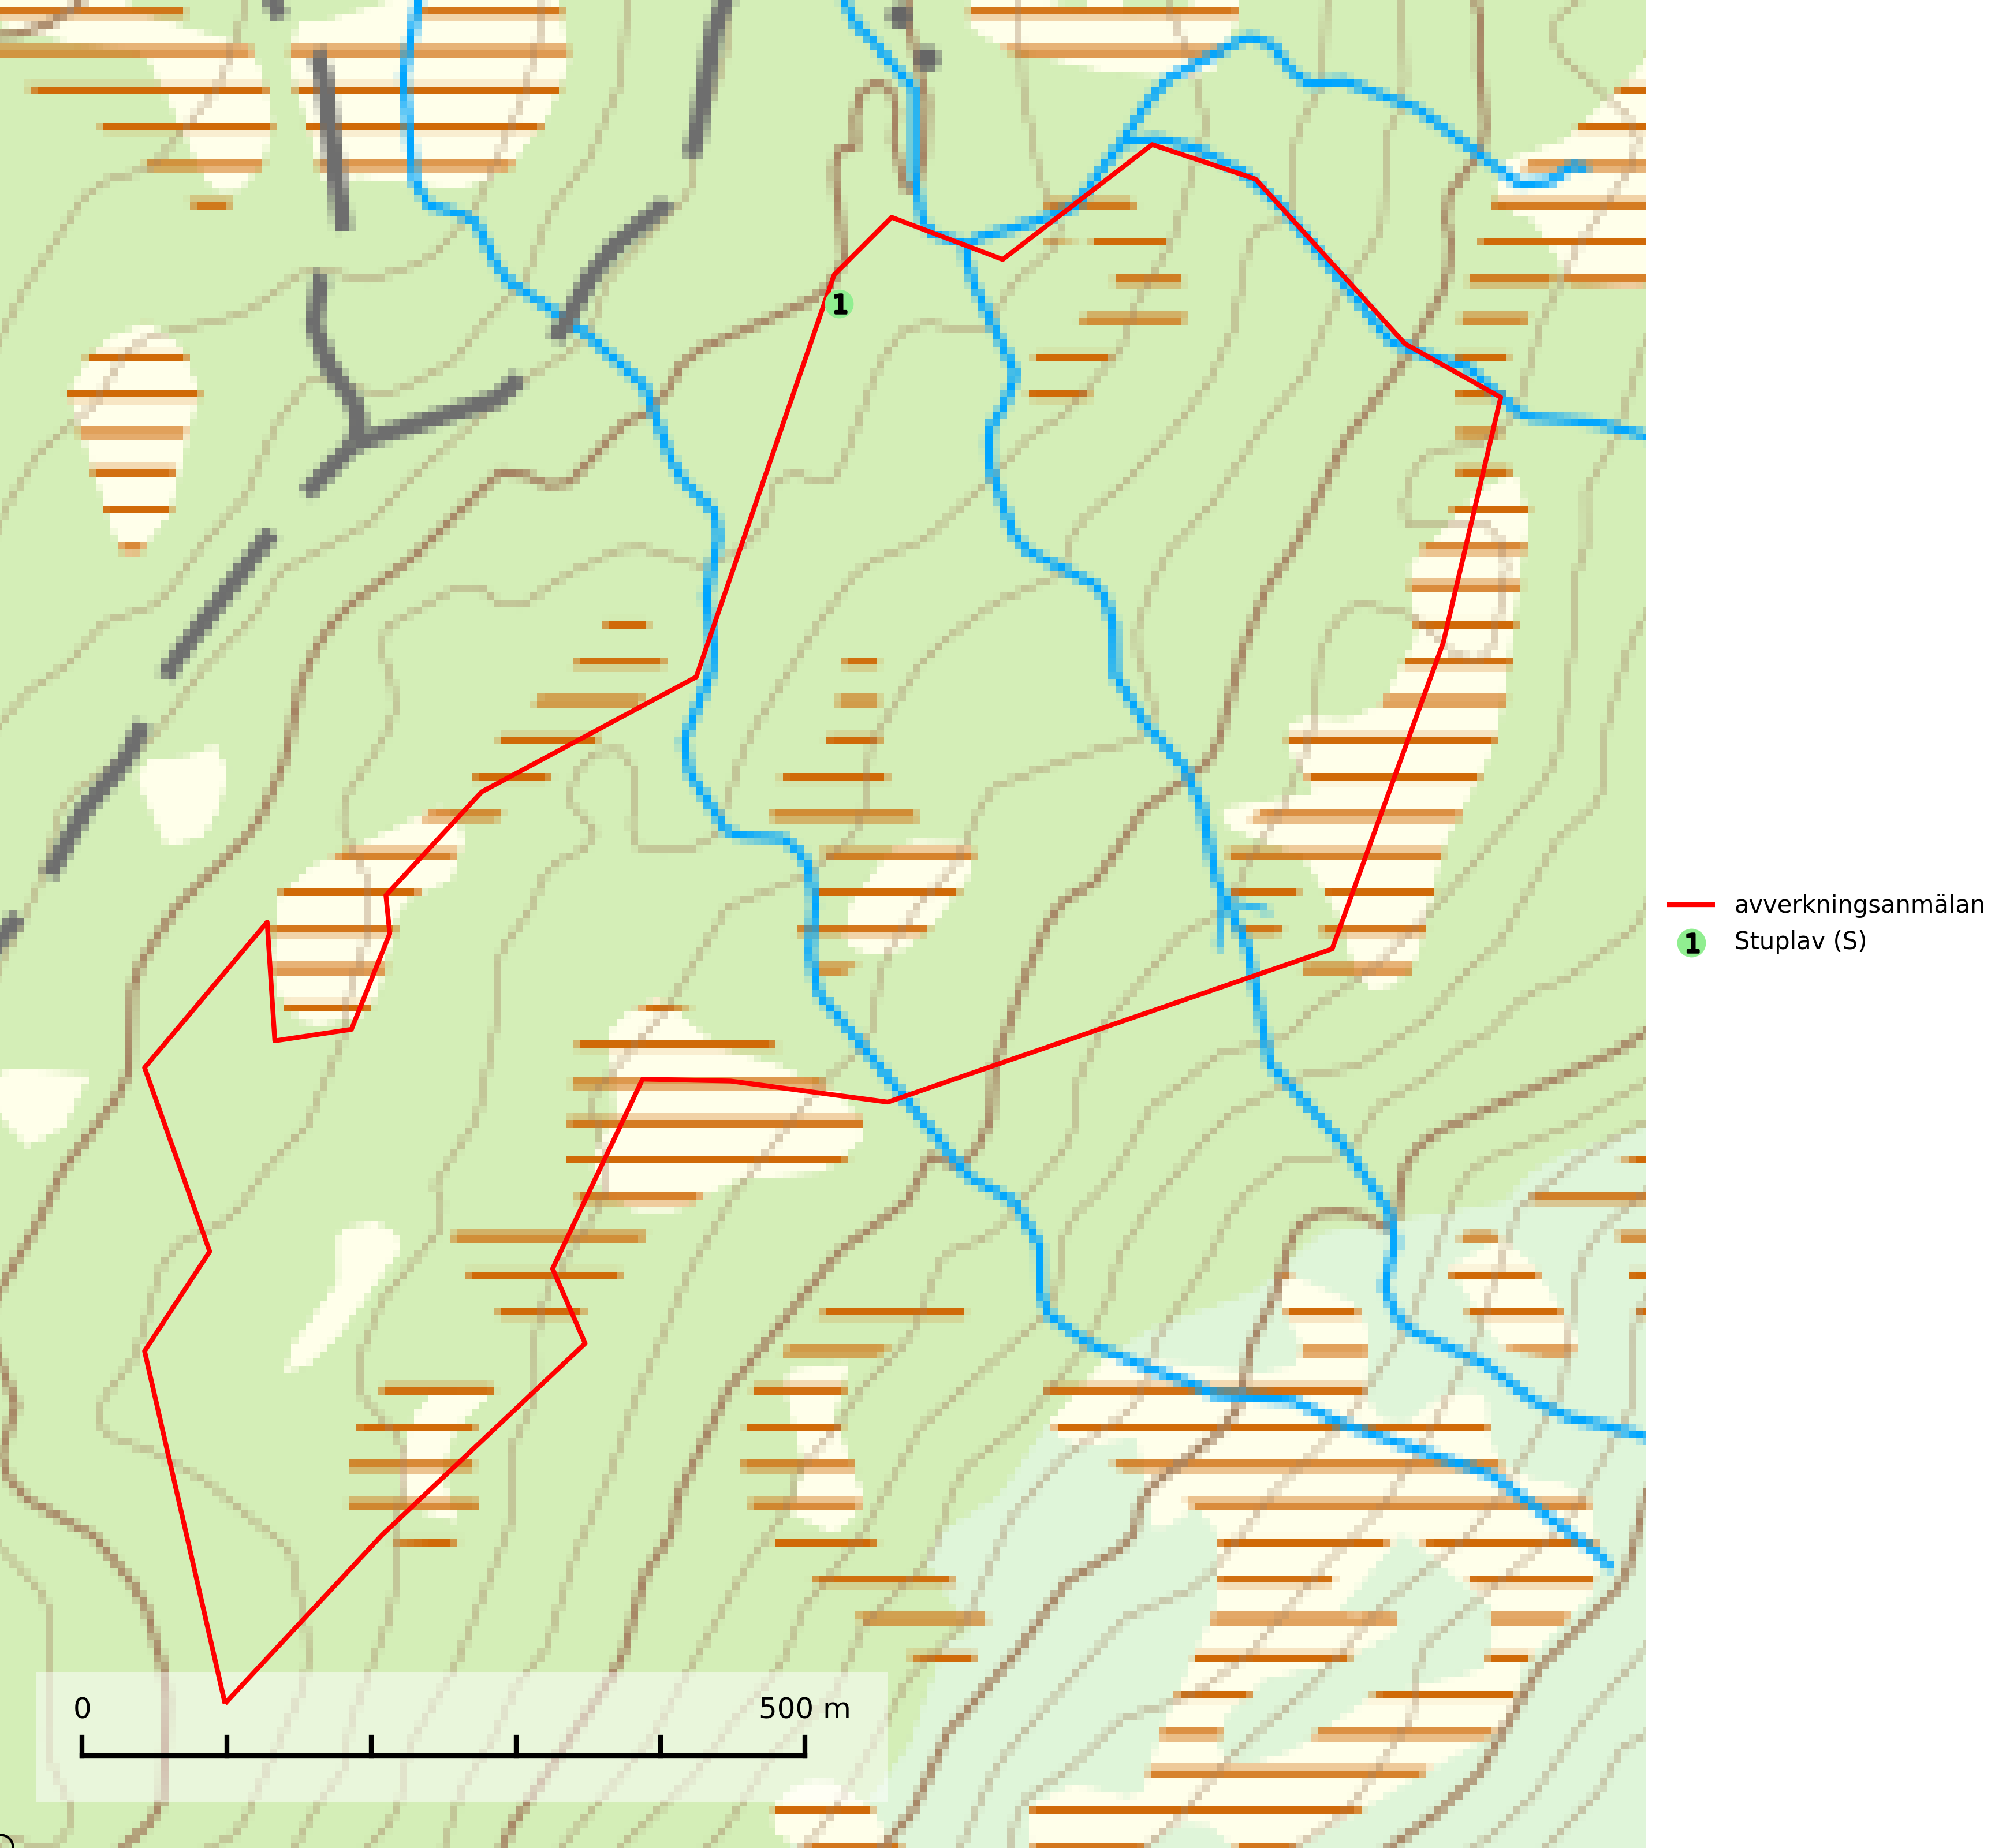 1
avverkningsanmälan
1 Stuplav (S)
0 500 m